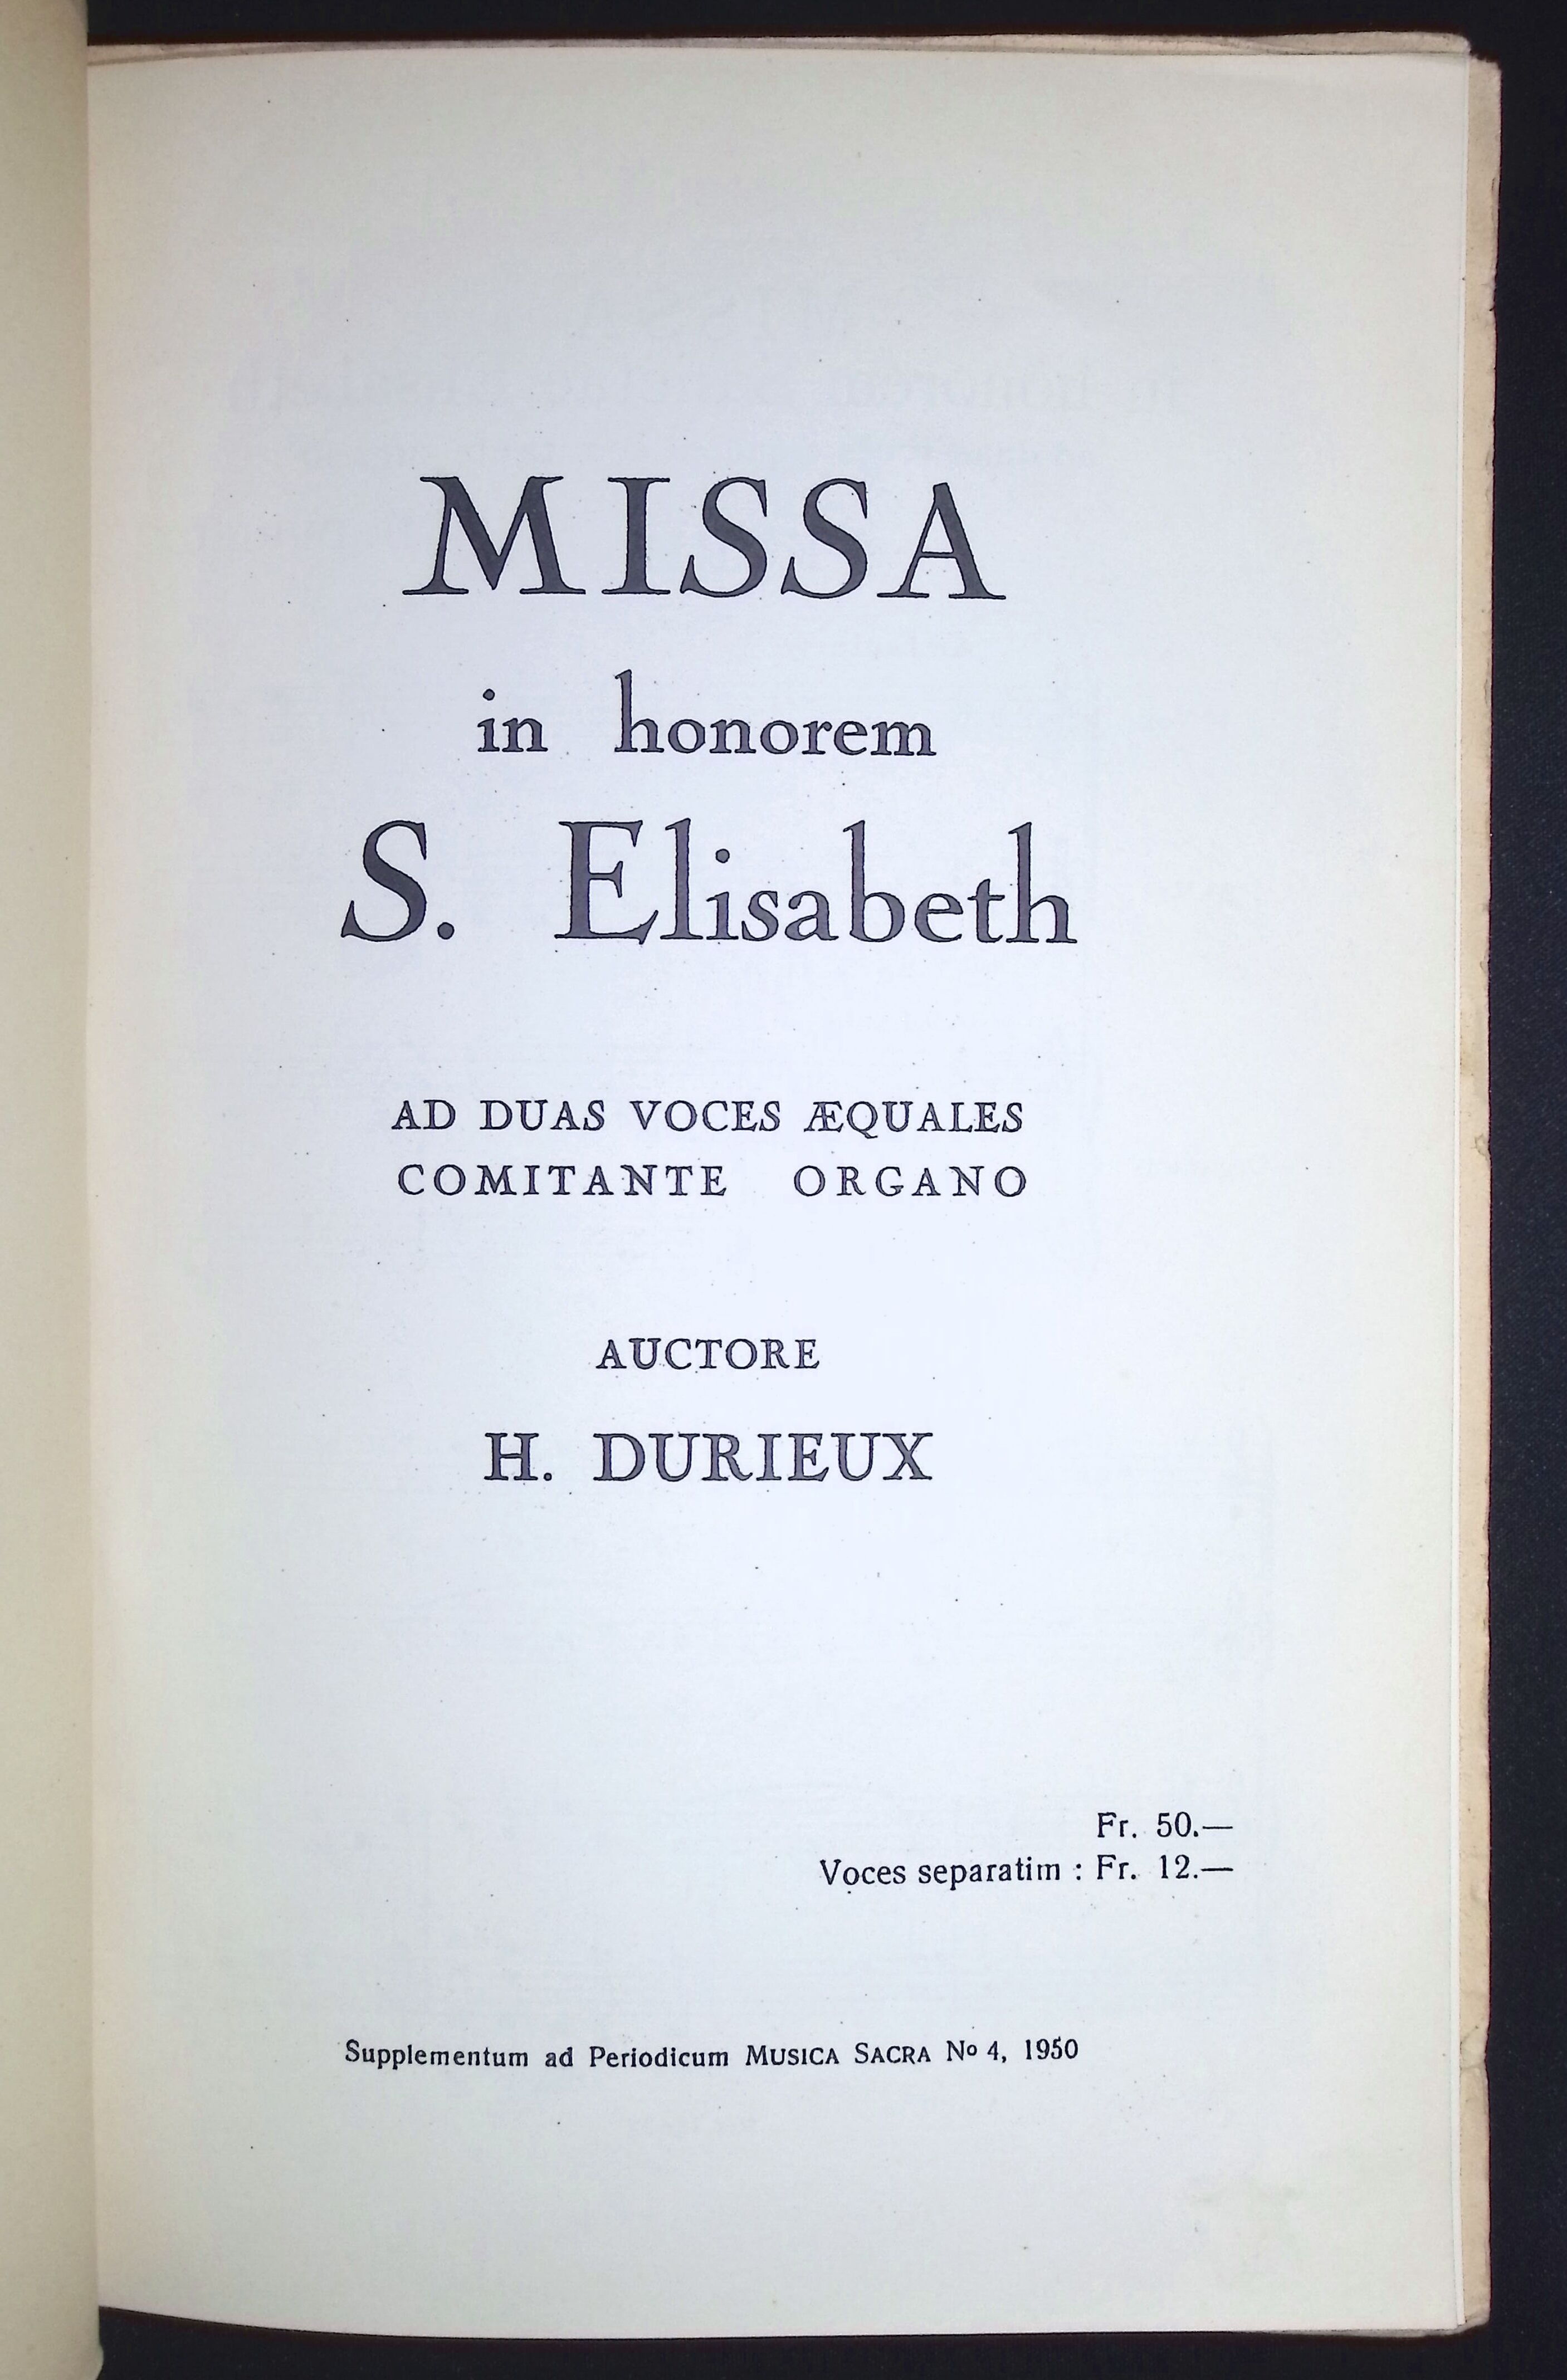 MISSA
in honorem
S. Elisabeth
AD DUAS VOCES ÆQUALES
COMITANTE ORGANO
AUCTORE
H. DURIEUX
Fr. 50.—
Voces separatim : Fr. 12.—
Supplementum ad Periodicum MUSICA SACRA Nº 4, 1950